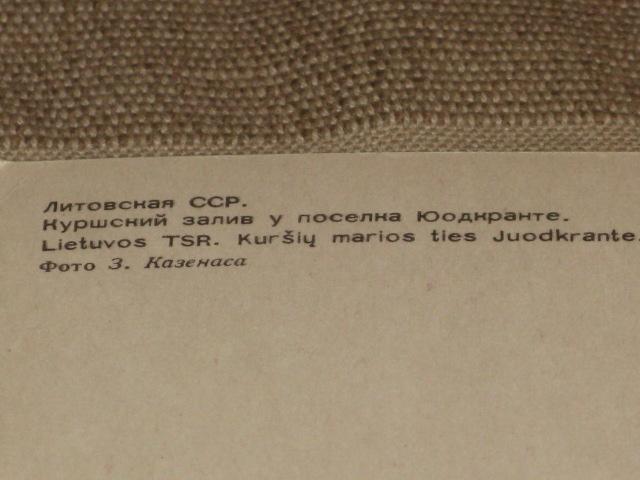 Литовская ССР.
Куршский залив у поселка Юодкранте.
Lietuvos TSR. Kuršių marios ties Juodkrante.
Фото З. Казенаса